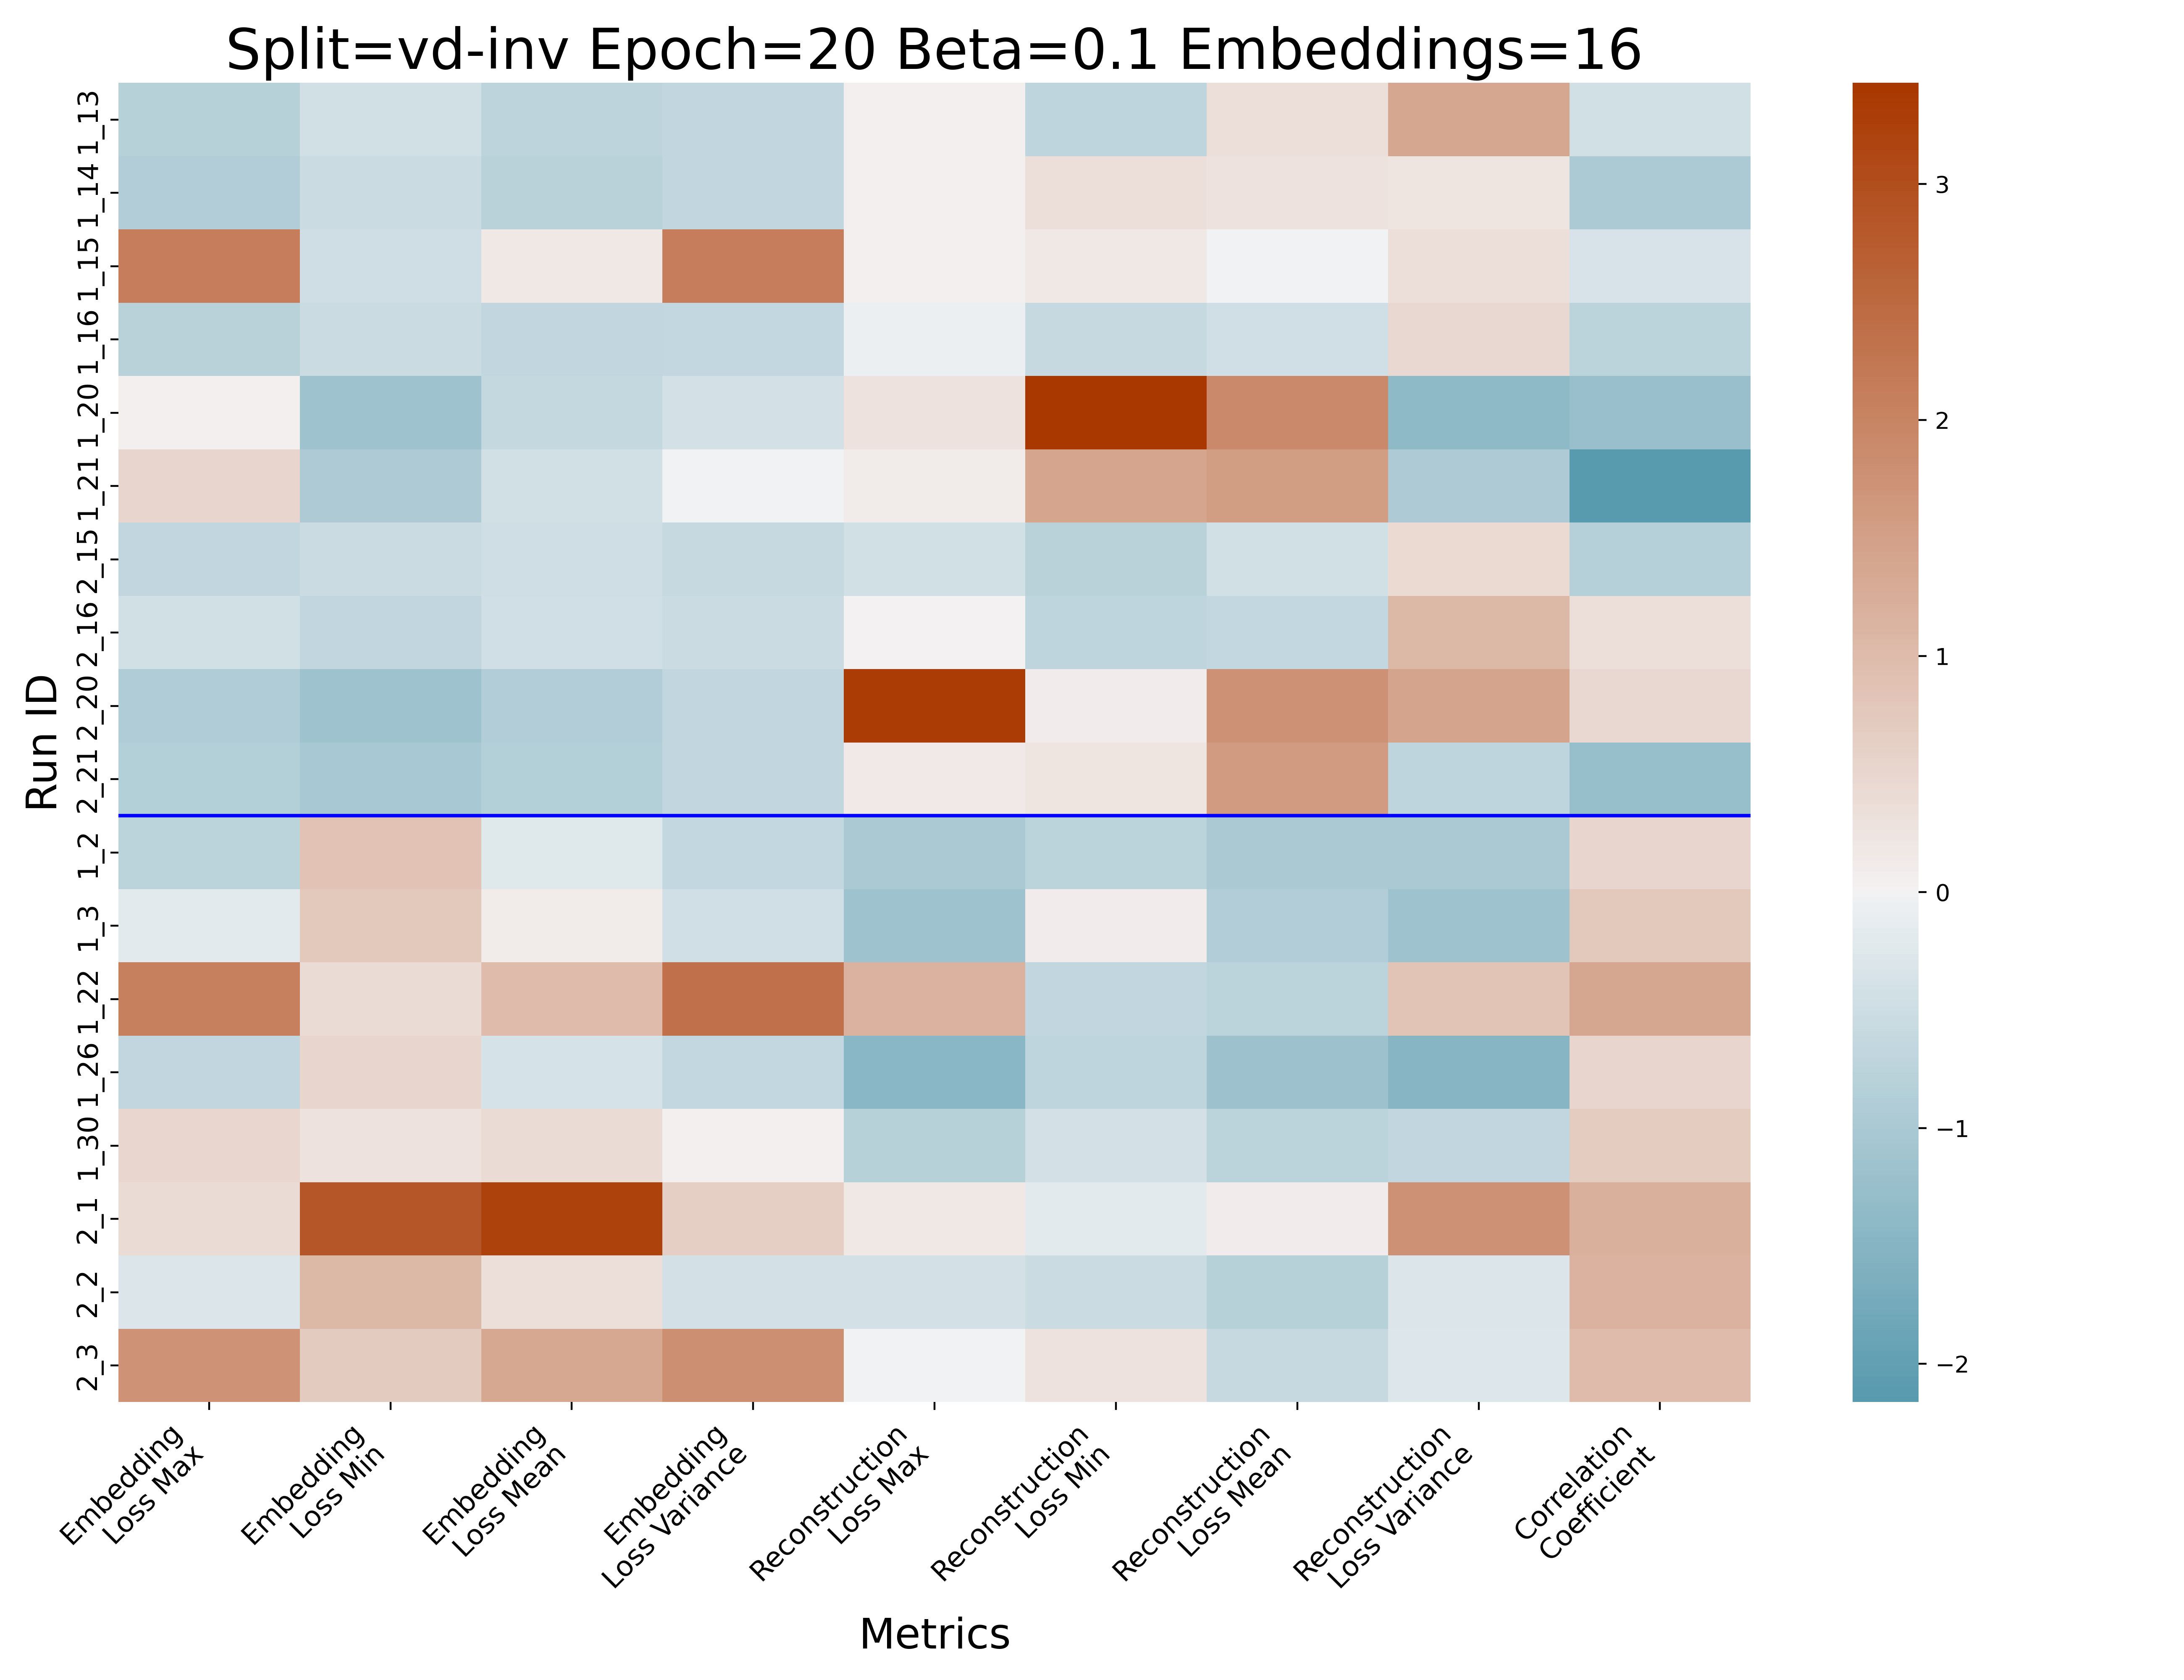 Split=vd-inv Epoch=20 Beta=0.1 Embeddings=16
Run ID
1_13
1_14
1_15
1_16
1_20
1_21
2_15
2_16
2_20
2_21
1_2
1_3
1_22
1_26
1_30
2_1
2_2
2_3
Embedding
Loss Max
Embedding
Loss Min
Embedding
Loss Mean
Embedding
Loss Variance
Reconstruction
Loss Max
Reconstruction
Loss Min
Reconstruction
Loss Mean
Reconstruction
Loss Variance
Correlation
Coefficient
Metrics
3
2
1
0
−1
−2